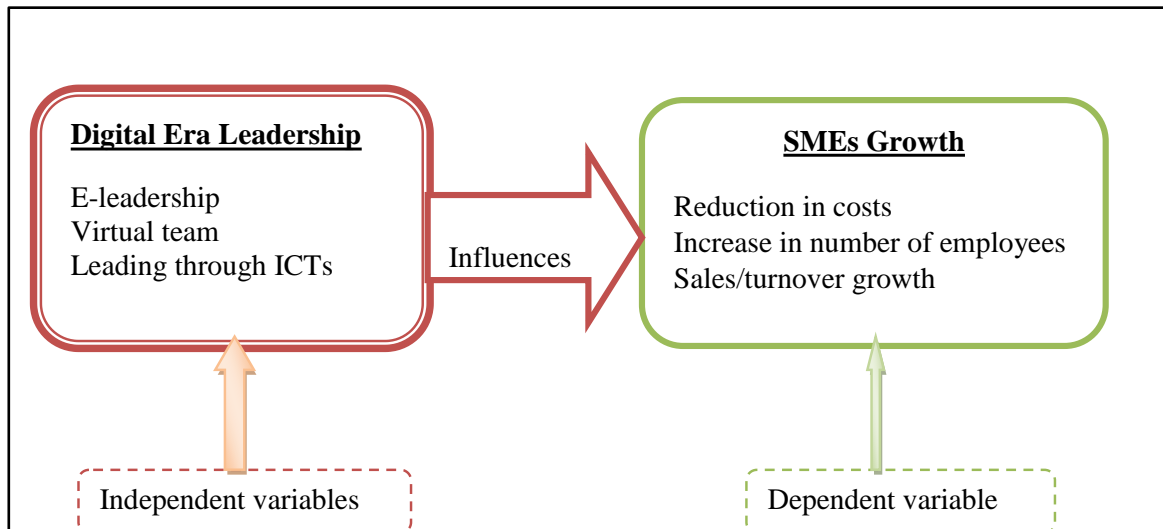 Digital Era Leadership
E-leadership
Virtual team
Leading through ICTs
Influences
SMEs Growth
Reduction in costs
Increase in number of employees
Sales/turnover growth
Independent variables
Dependent variable